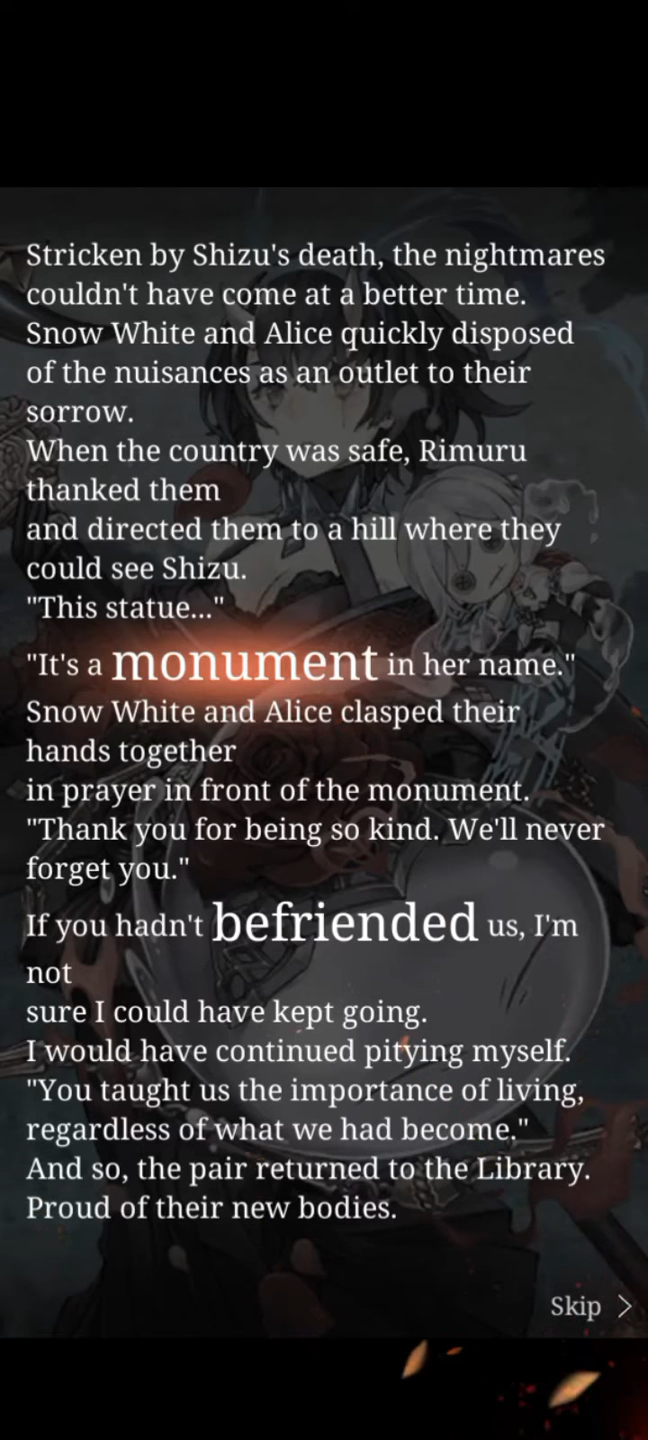 Stricken by Shizu's death, the nightmares
couldn't have come at a better time.
Snow White and Alice quickly disposed
of the nuisances as an outlet to their
sorrow.
When the country was safe, Rimuru
thanked them
and directed them to a hill where they
could see Shizu.
"This statue..."
"It's a monument in her name."
Snow White and Alice clasped their
hands together
in prayer in front of the monument.
"Thank you for being so kind. We'll never
forget you."
If you hadn't befriended us, I'm
not
sure I could have kept going.
I would have continued pitying myself.
"You taught us the importance of living,
regardless of what we had become."
And so, the pair returned to the Library.
Proud of their new bodies.
Skip